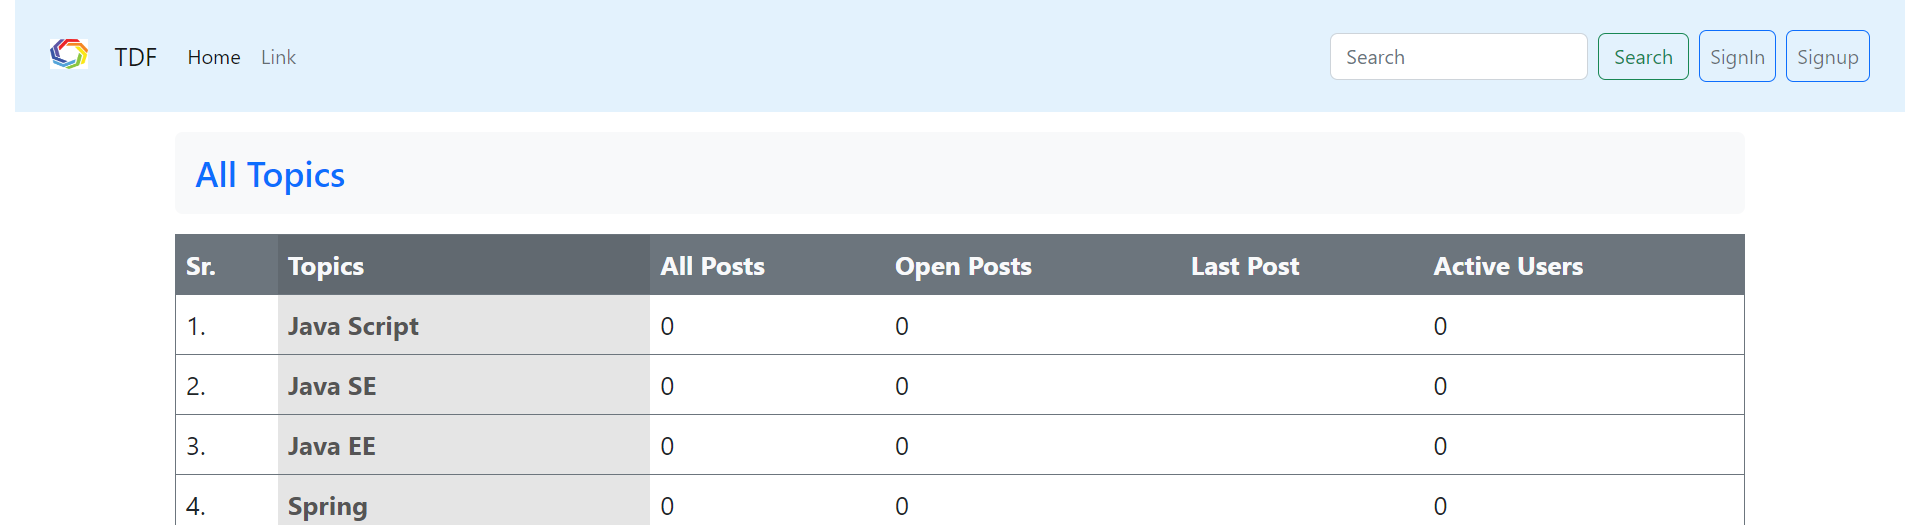 TDF Home Link Search Search SignIn Signup
All Topics
Sr. Topics All Posts Open Posts Last Post Active Users
1. Java Script 0 0 0
2. Java SE 0 0 0
3. Java EE 0 0 0
4. Spring 0 0 0